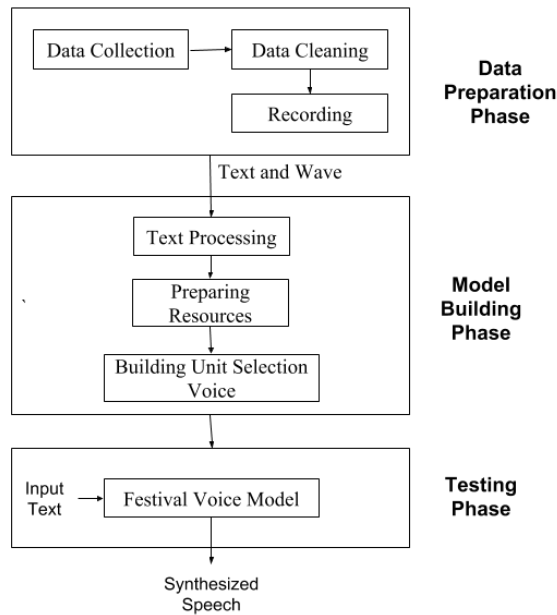 Data Collection
Data Cleaning
Recording
Data
Preparation
Phase
Text and Wave
Text Processing
Preparing
Resources
Building Unit Selection
Voice
`
Model
Building
Phase
Input
Text
Festival Voice Model
Testing
Phase
Synthesized
Speech